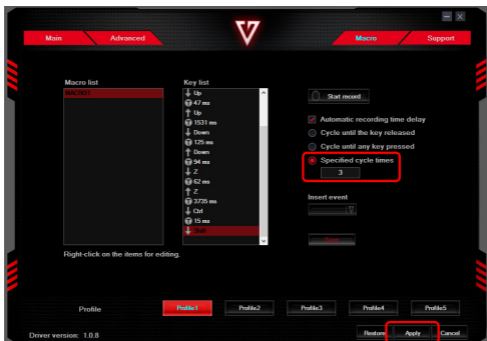 Main
Advanced
Macro
Support
Macro list
Key list
MACRO1
Up
47 ms
Up
1531 ms
Down
125 ms
Down
94 ms
Z
62 ms
Z
3735 ms
Ctrl
15 ms
Start record
Automatic recording time delay
Cycle until the key released
Cycle until any key pressed
Specified cycle times
3
Insert event
Right-click on the items for editing.
Profile
Profile1
Profile2
Profile3
Profile4
Profile5
Driver version: 1.0.8
Restore
Apply
Cancel